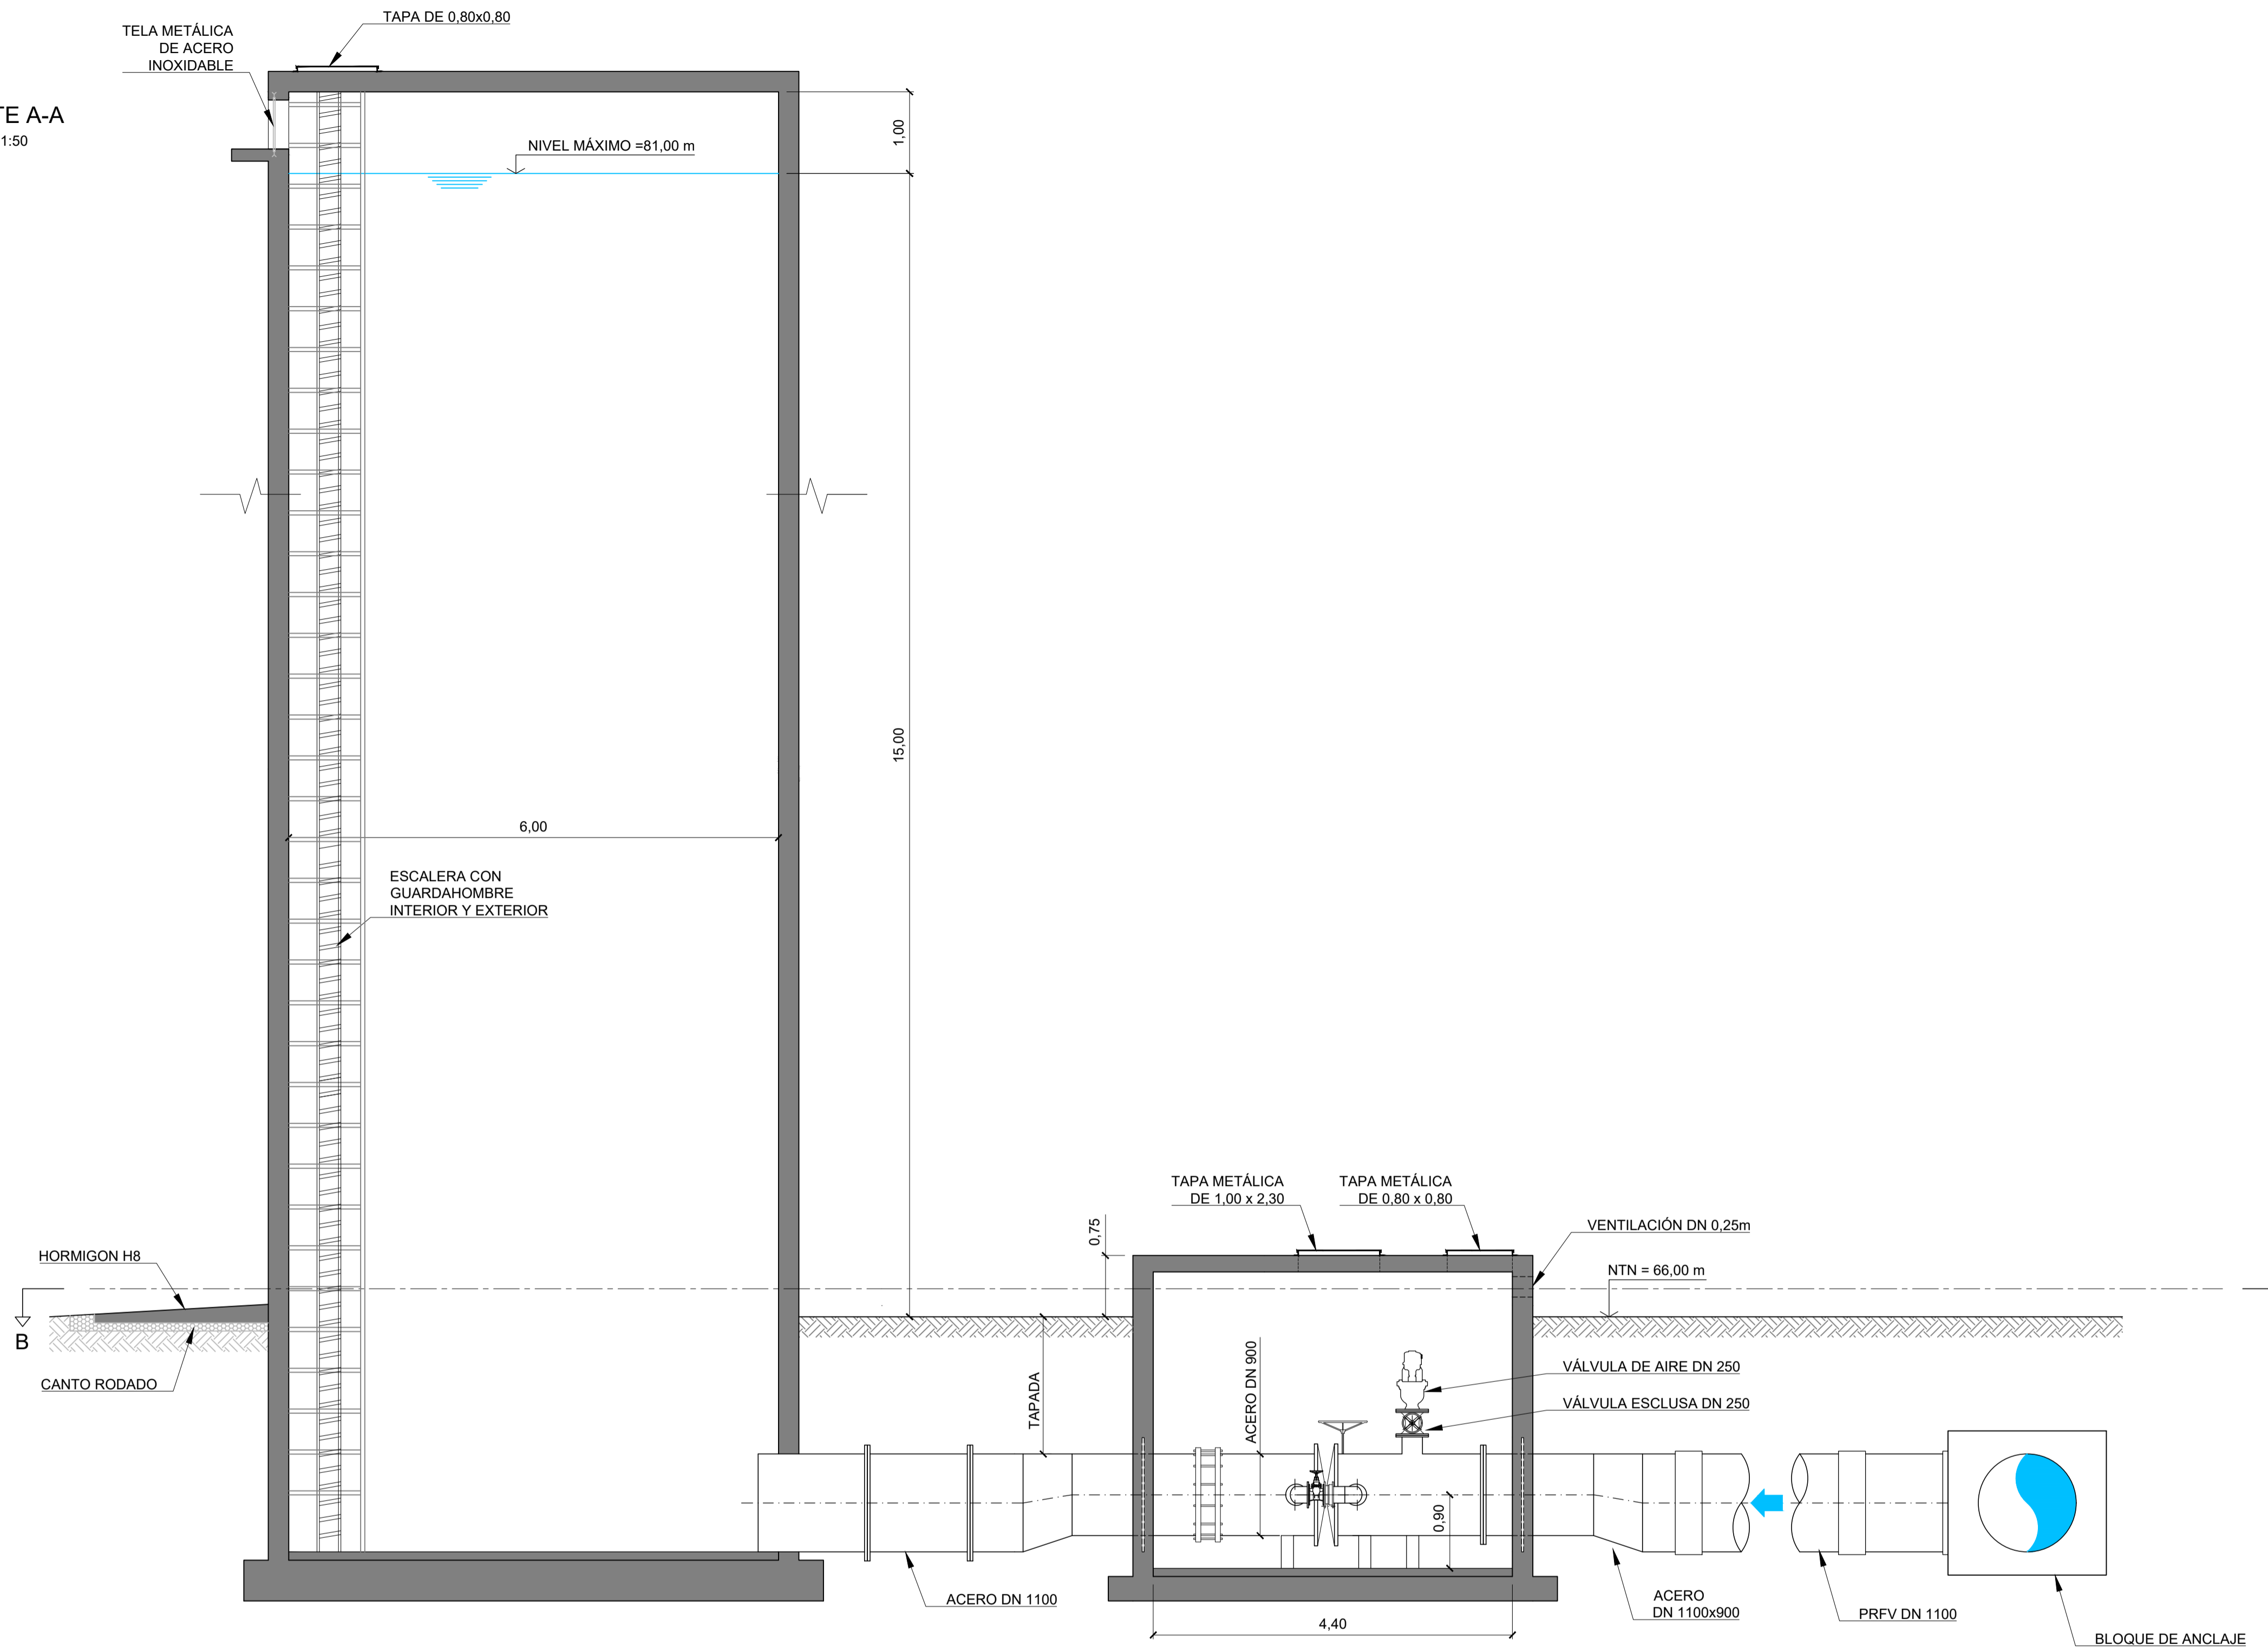 TAPA DE 0,80x0,80
TELA METÁLICA
DE ACERO
INOXIDABLE
TE A-A
1:50
1,00
NIVEL MÁXIMO =81,00 m
15,00
6,00
ESCALERA CON
GUARDAHOMBRE
INTERIOR Y EXTERIOR
TAPA METÁLICA
DE 1,00 x 2,30
TAPA METÁLICA
DE 0,80 x 0,80
0,75
VENTILACIÓN DN 0,25m
HORMIGON H8
NTN = 66,00 m
B
CANTO RODADO
TAPADA
ACERO DN 900
VÁLVULA DE AIRE DN 250
VÁLVULA ESCLUSA DN 250
0,90
ACERO DN 1100
4,40
ACERO
DN 1100x900
PRFV DN 1100
BLOQUE DE ANCLAJE